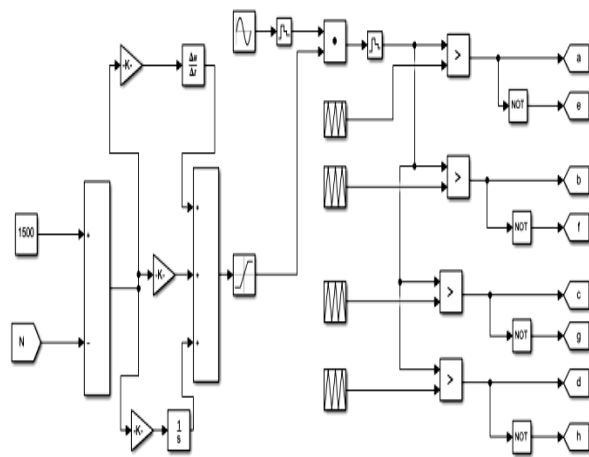 -K-
Δu
Δt
>
a
NOT
e
>
b
NOT
f
1500
+
N
-
-K-
+
+
+
>
c
NOT
g
>
d
NOT
h
-K-
1
s